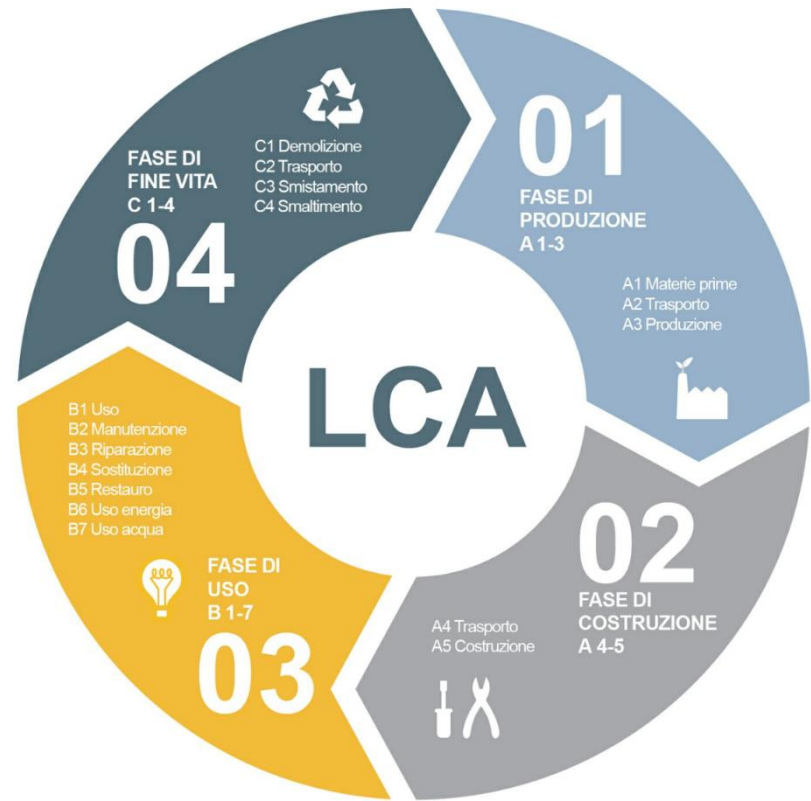 LCA
01
FASE DI
PRODUZIONE
A 1-3
A1 Materie prime
A2 Trasporto
A3 Produzione
02
FASE DI
COSTRUZIONE
A 4-5
A4 Trasporto
A5 Costruzione
B1 Uso
B2 Manutenzione
B3 Riparazione
B4 Sostituzione
B5 Restauro
B6 Uso energia
B7 Uso acqua
FASE DI
USO
B 1-7
03
FASE DI
FINE VITA
C 1-4
04
C1 Demolizione
C2 Trasporto
C3 Smistamento
C4 Smaltimento